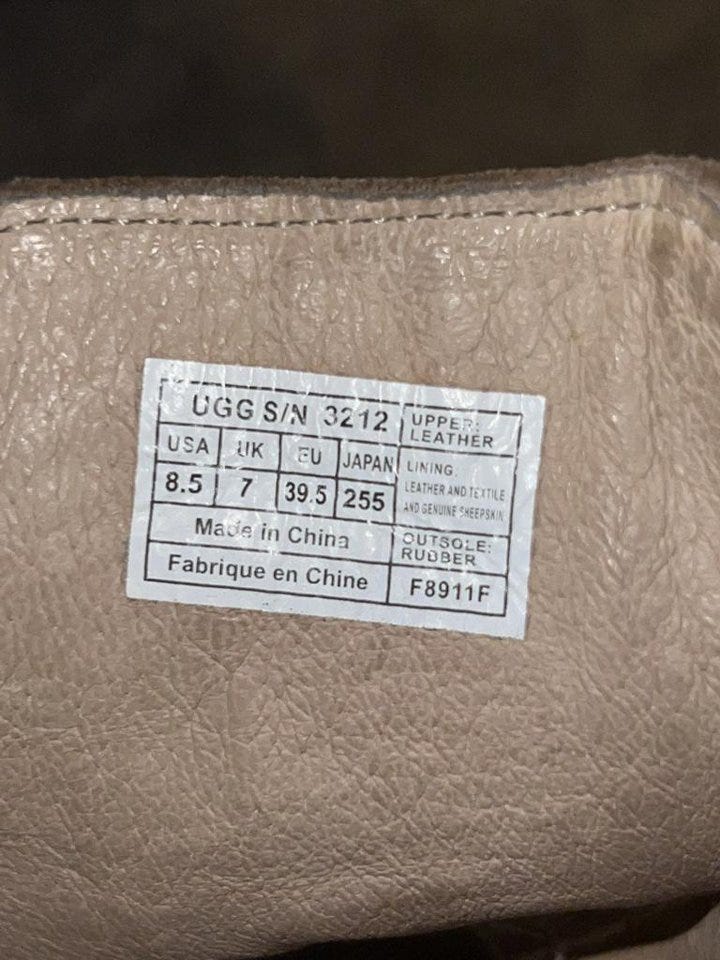 UGG S/N 3212
USA UK EU JAPAN
8.5 7 39.5 255
Made in China
Fabrique en Chine
UPPER:
LEATHER
LINING:
LEATHER AND TEXTILE
AND GENUINE SHEEPSKIN
OUTSOLE:
RUBBER
F8911F